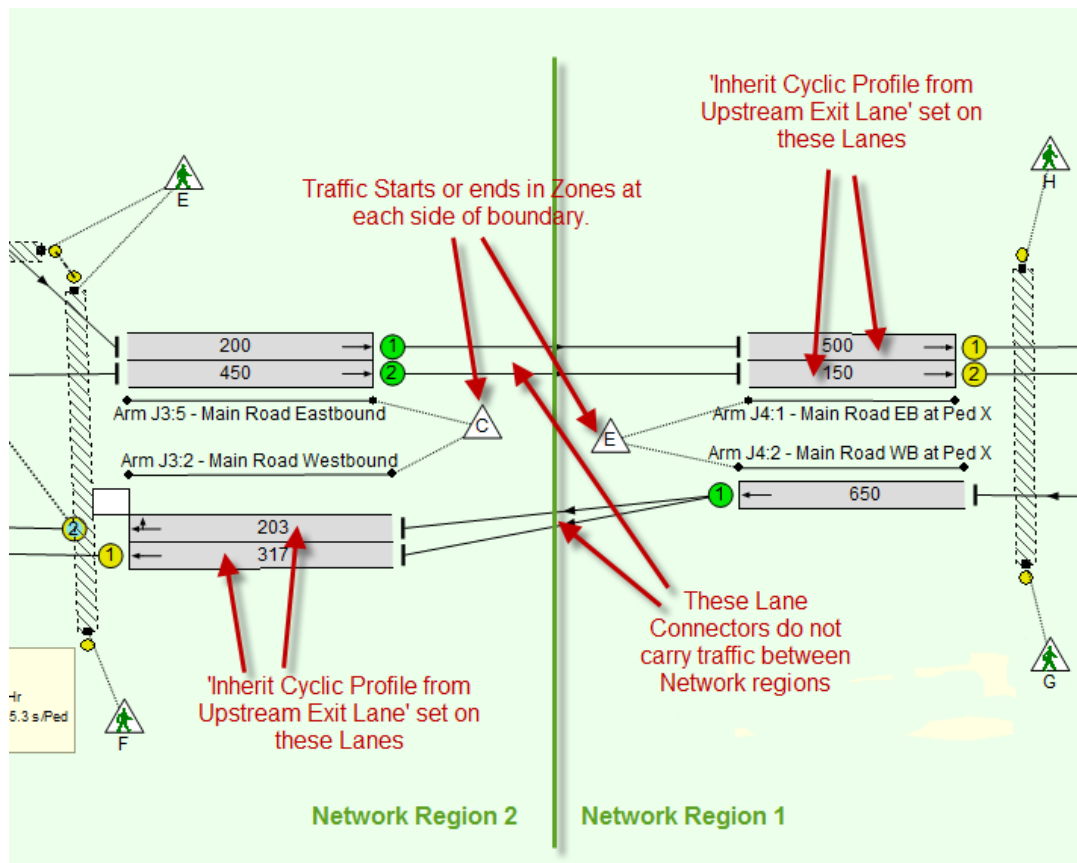 'Inherit Cyclic Profile from
Upstream Exit Lane' set on
these Lanes
Traffic Starts or ends in Zones at
each side of boundary.
E
H
200
1
450
2
500
1
150
2
Arm J3:5 - Main Road Eastbound
C
E
Arm J4:1 - Main Road EB at Ped X
Arm J3:2 - Main Road Westbound
Arm J4:2 - Main Road WB at Ped X
1
650
2
203
1
317
These Lane
Connectors do not
carry traffic between
Network regions
'Inherit Cyclic Profile from
Upstream Exit Lane' set on
these Lanes
Hr
5.3 s/Ped
F
G
Network Region 2
Network Region 1